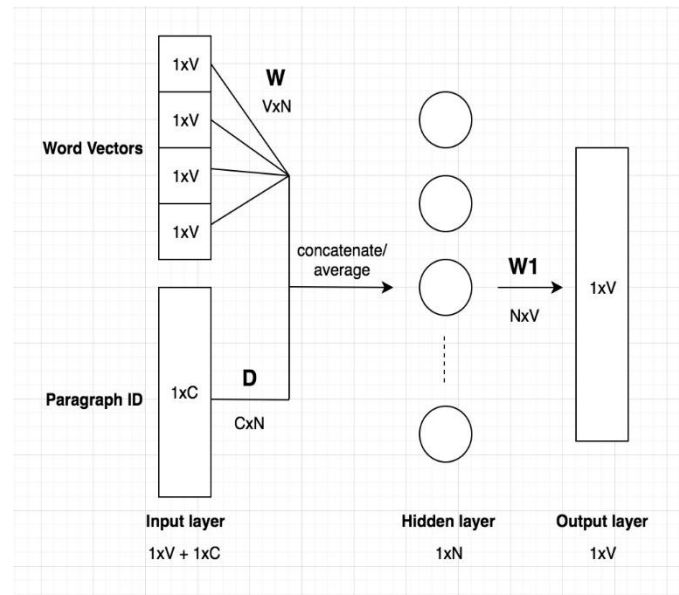 1xV
W
VxN
1xV
Word Vectors
1xV
1xV
concatenate/
average
W1
1xV
NxV
Paragraph ID
1xC
D
CxN
Input layer
Hidden layer
Output layer
1xV + 1xC
1xN
1xV